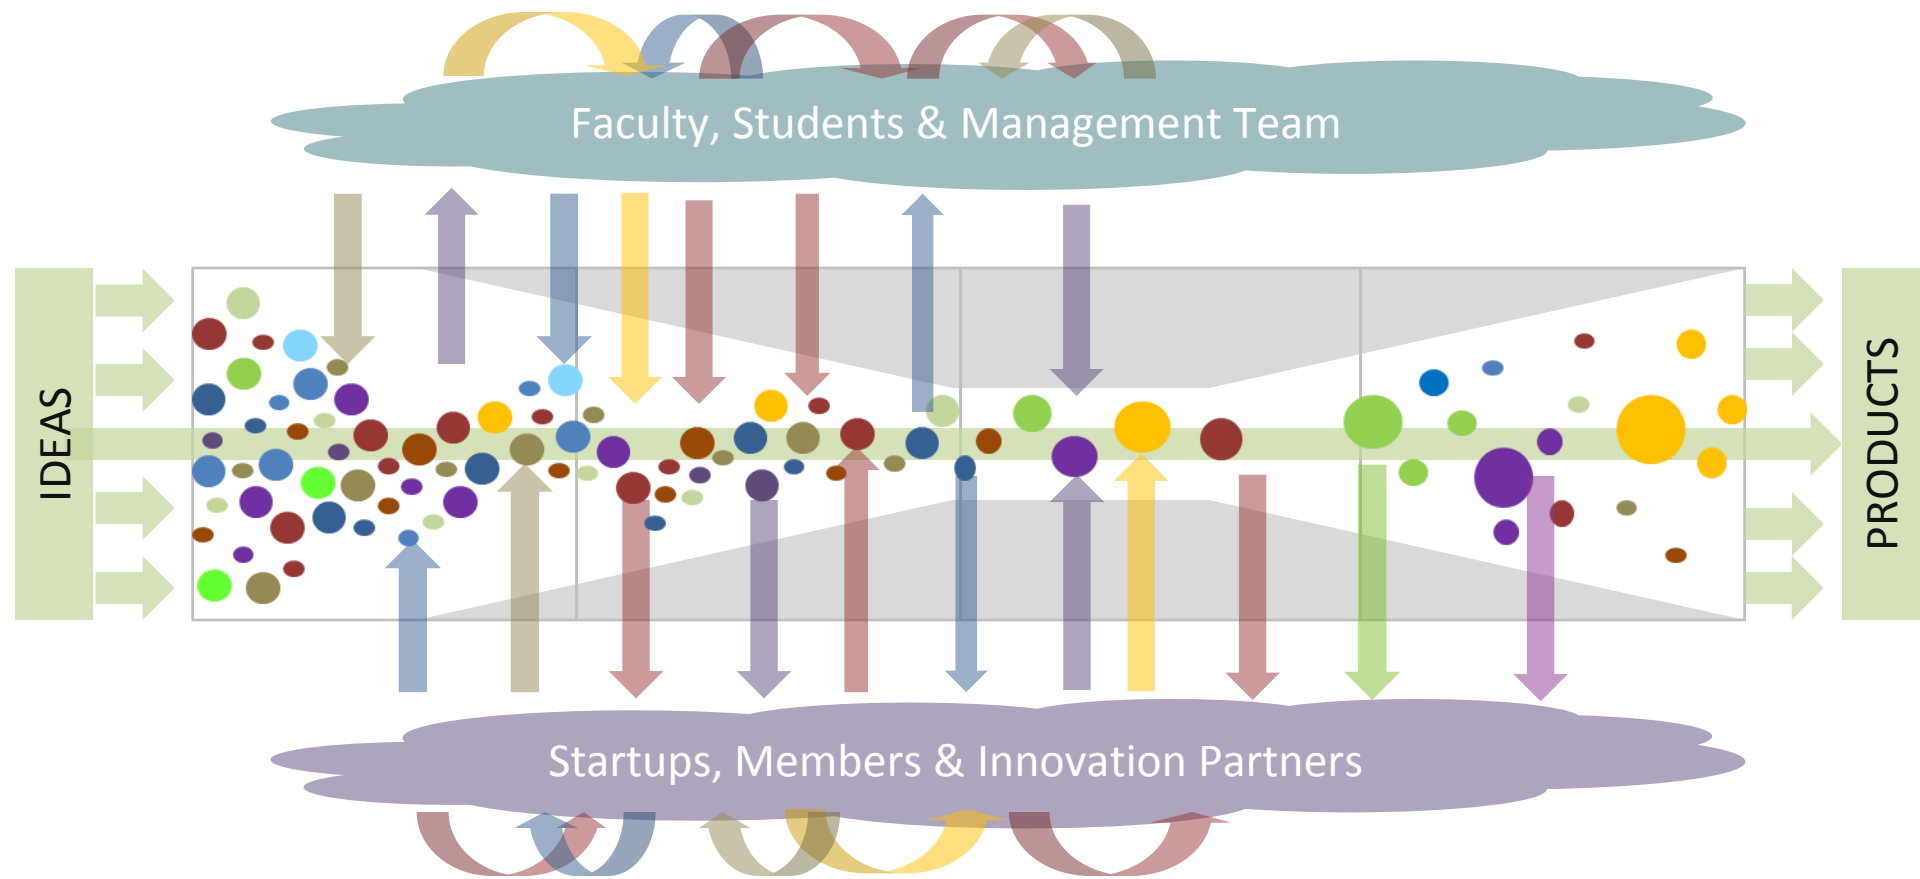 Faculty, Students & Management Team
IDEAS
PRODUCTS
Startups, Members & Innovation Partners